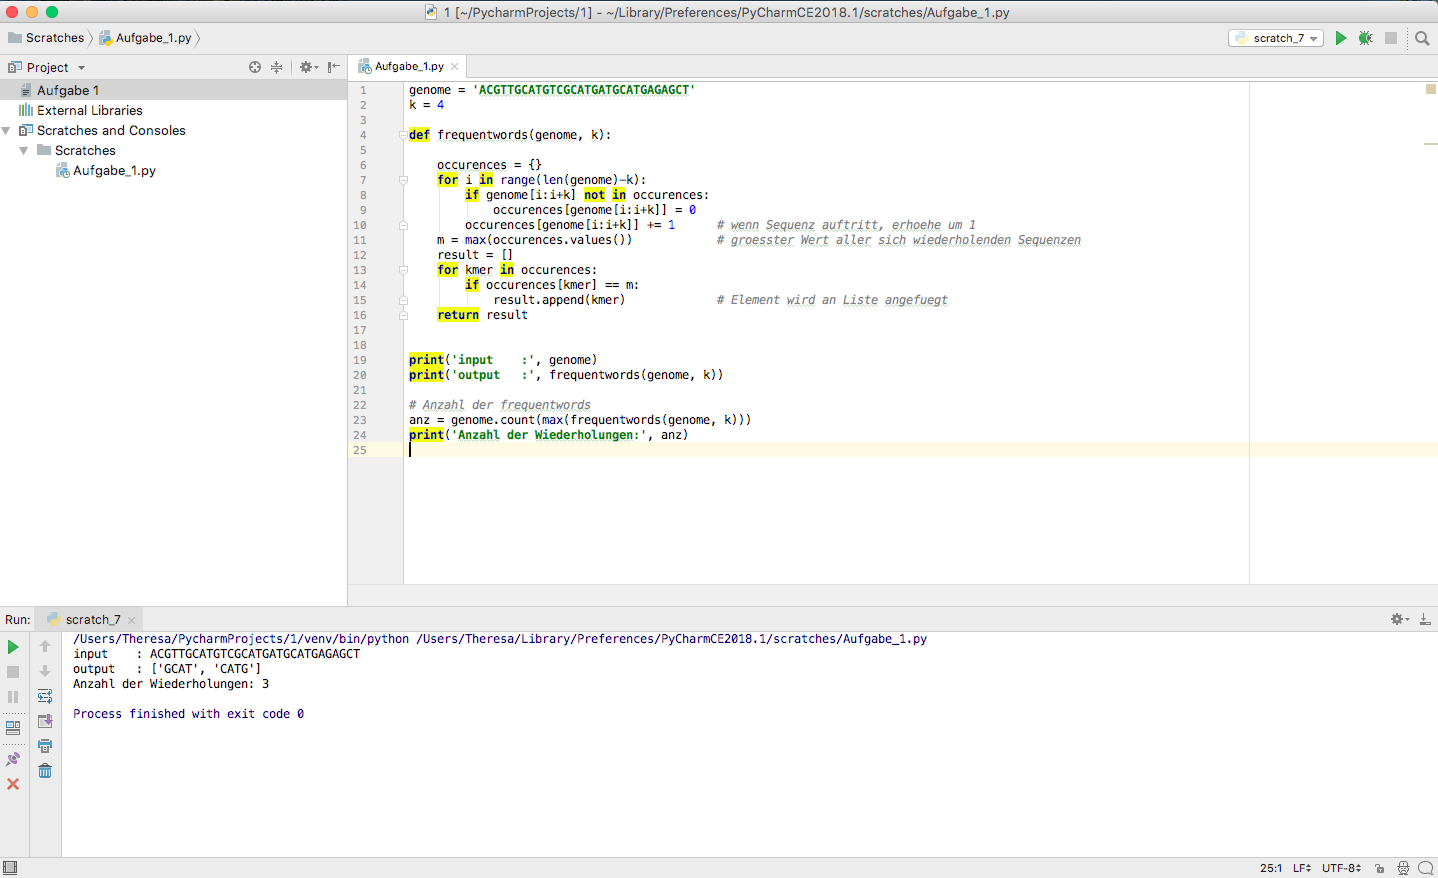 1 [~/PycharmProjects/1] - ~/Library/Preferences/PyCharmCE2018.1/scratches/Aufgabe_1.py
Scratches Aufgabe_1.py
scratch_7
Project
Aufgabe_1.py
Aufgabe 1
External Libraries
Scratches and Consoles
Scratches
Aufgabe_1.py
1 genome = 'ACGTTGCATGTCGCATGATGCATGAGAGCT'
2 k = 4
3
4 def frequentwords(genome, k):
5
6     occurences = {}
7     for i in range(len(genome)-k):
8         if genome[i:i+k] not in occurences:
9             occurences[genome[i:i+k]] = 0
10         occurences[genome[i:i+k]] += 1      # wenn Sequenz auftritt, erhoehe um 1
11     m = max(occurences.values())            # groesster Wert aller sich wiederholenden Sequenzen
12     result = []
13     for kmer in occurences:
14         if occurences[kmer] == m:
15             result.append(kmer)             # Element wird an Liste angefuegt
16     return result
17
18
19 print('input    :', genome)
20 print('output   :', frequentwords(genome, k))
21
22 # Anzahl der frequentwords
23 anz = genome.count(max(frequentwords(genome, k)))
24 print('Anzahl der Wiederholungen:', anz)
25
Run: scratch_7
/Users/Theresa/PycharmProjects/1/venv/bin/python /Users/Theresa/Library/Preferences/PyCharmCE2018.1/scratches/Aufgabe_1.py
input    : ACGTTGCATGTCGCATGATGCATGAGAGCT
output   : ['GCAT', 'CATG']
Anzahl der Wiederholungen: 3
Process finished with exit code 0
25:1 LF UTF-8